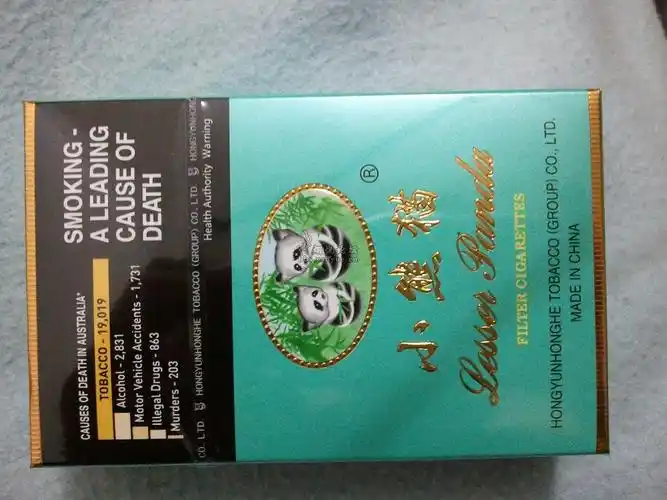 SMOKING -
A LEADING
CAUSE OF
DEATH
CAUSES OF DEATH IN AUSTRALIA*
TOBACCO - 19,019
Alcohol - 2,831
Motor Vehicle Accidents - 1,731
Illegal Drugs - 863
Murders - 203
Health Authority Warning
CO., LTD HONGYUNHONGHE TOBACCO (GROUP) CO., LTD HONGYUNHONG
®
小熊猫
Lesser Panda
FILTER CIGARETTES
HONGYUNHONGHE TOBACCO (GROUP) CO., LTD.
MADE IN CHINA